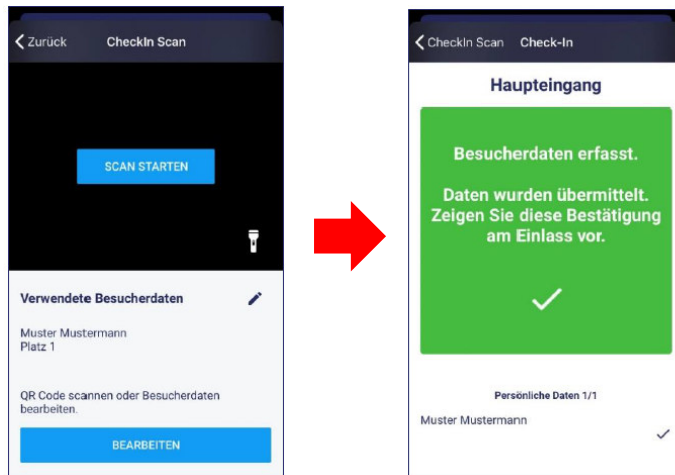 Zurück CheckIn Scan
SCAN STARTEN
Verwendete Besucherdaten
Muster Mustermann
Platz 1
QR Code scannen oder Besucherdaten
bearbeiten.
BEARBEITEN
CheckIn Scan Check-In
Haupteingang
Besucherdaten erfasst.
Daten wurden übermittelt.
Zeigen Sie diese Bestätigung
am Einlass vor.
Persönliche Daten 1/1
Muster Mustermann